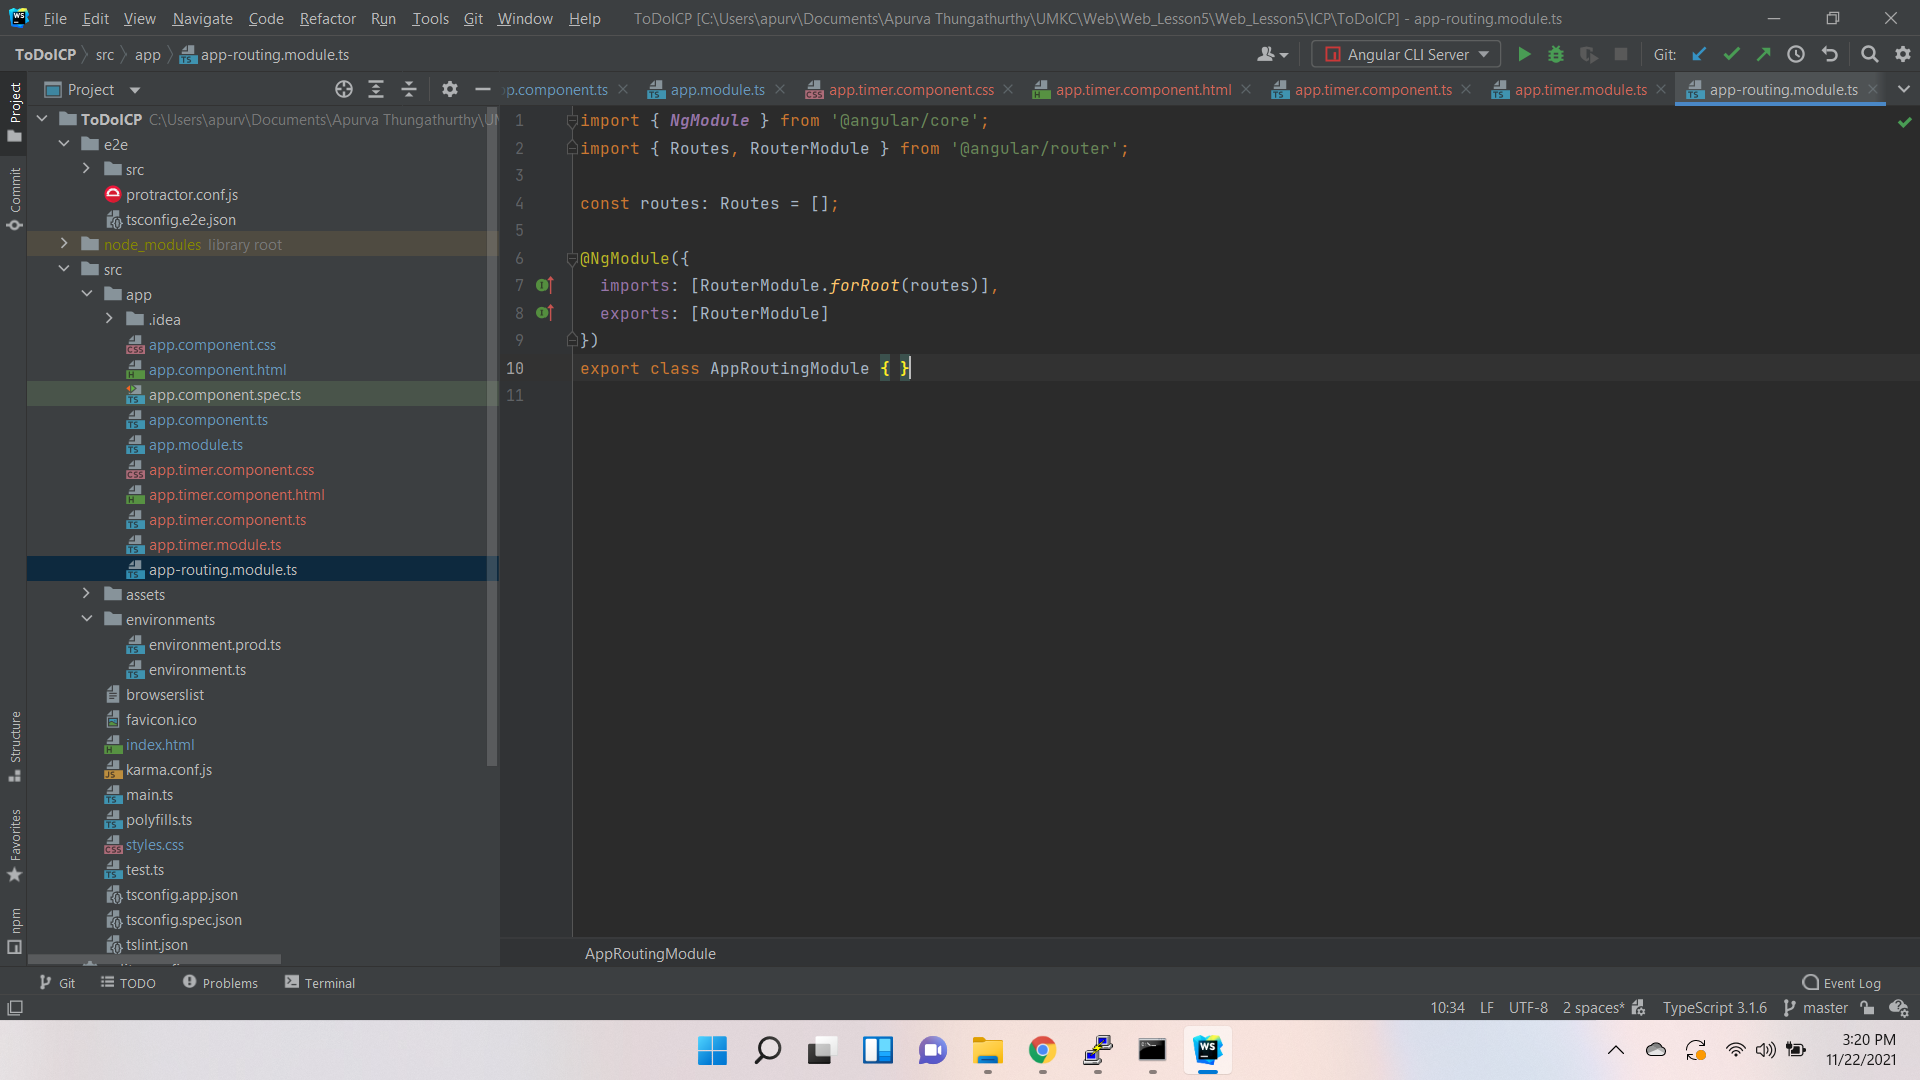 File Edit View Navigate Code Refactor Run Tools Git Window Help ToDoICP [C:\Users\apurv\Documents\Apurva Thungathurthy\UMKC\Web\Web_Lesson5\Web_Lesson5\ICP\ToDoICP] - app-routing.module.ts
ToDoICP src app app-routing.module.ts Angular CLI Server Git:
Project p.component.ts app.module.ts app.timer.component.css app.timer.component.html app.timer.component.ts app.timer.module.ts app-routing.module.ts
Project
Commit
Structure
Favorites
npm
ToDoICP C:\Users\apurv\Documents\Apurva Thungathurthy\UM
e2e
src
protractor.conf.js
tsconfig.e2e.json
node_modules library root
src
app
.idea
app.component.css
app.component.html
app.component.spec.ts
app.component.ts
app.module.ts
app.timer.component.css
app.timer.component.html
app.timer.component.ts
app.timer.module.ts
app-routing.module.ts
assets
environments
environment.prod.ts
environment.ts
browserslist
favicon.ico
index.html
karma.conf.js
main.ts
polyfills.ts
styles.css
test.ts
tsconfig.app.json
tsconfig.spec.json
tslint.json
1 import { NgModule } from '@angular/core';
2 import { Routes, RouterModule } from '@angular/router';
3
4 const routes: Routes = [];
5
6 @NgModule({
7 imports: [RouterModule.forRoot(routes)],
8 exports: [RouterModule]
9 })
10 export class AppRoutingModule { }
11
AppRoutingModule
Git TODO Problems Terminal Event Log
10:34 LF UTF-8 2 spaces* TypeScript 3.1.6 master
WS
3:20 PM
11/22/2021